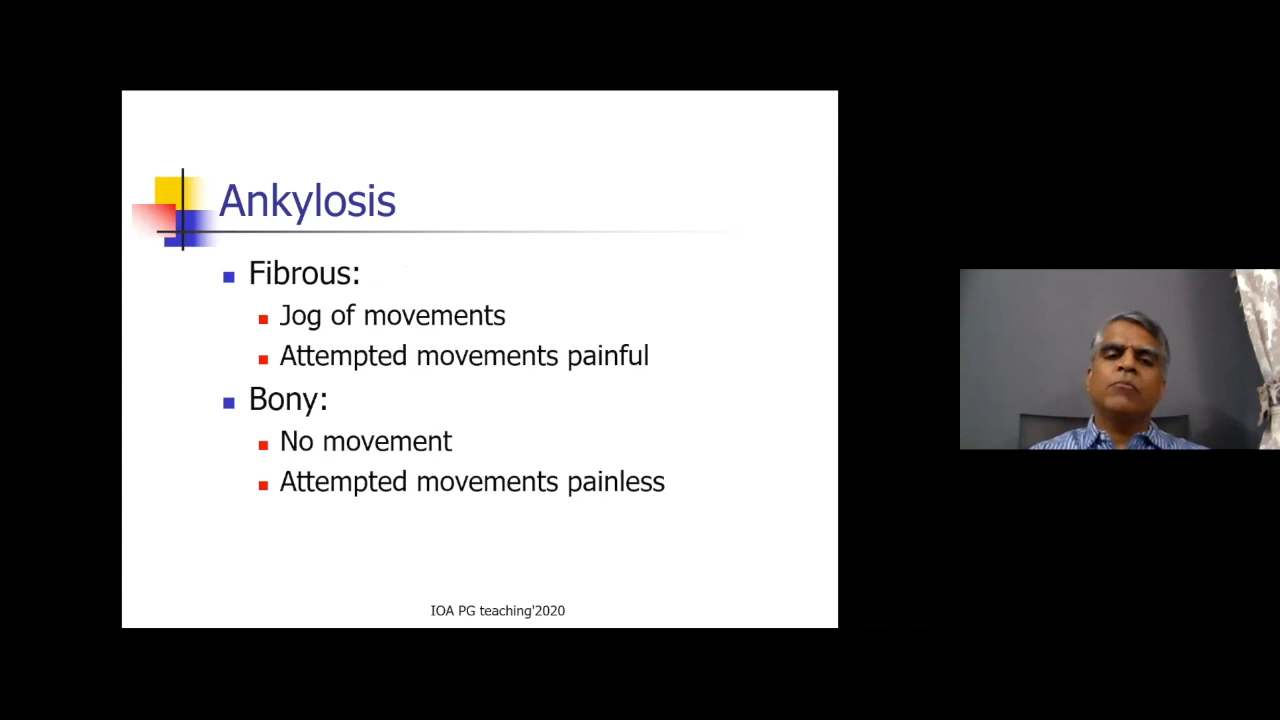 Ankylosis
Fibrous:
Jog of movements
Attempted movements painful
Bony:
No movement
Attempted movements painless
IOA PG teaching'2020